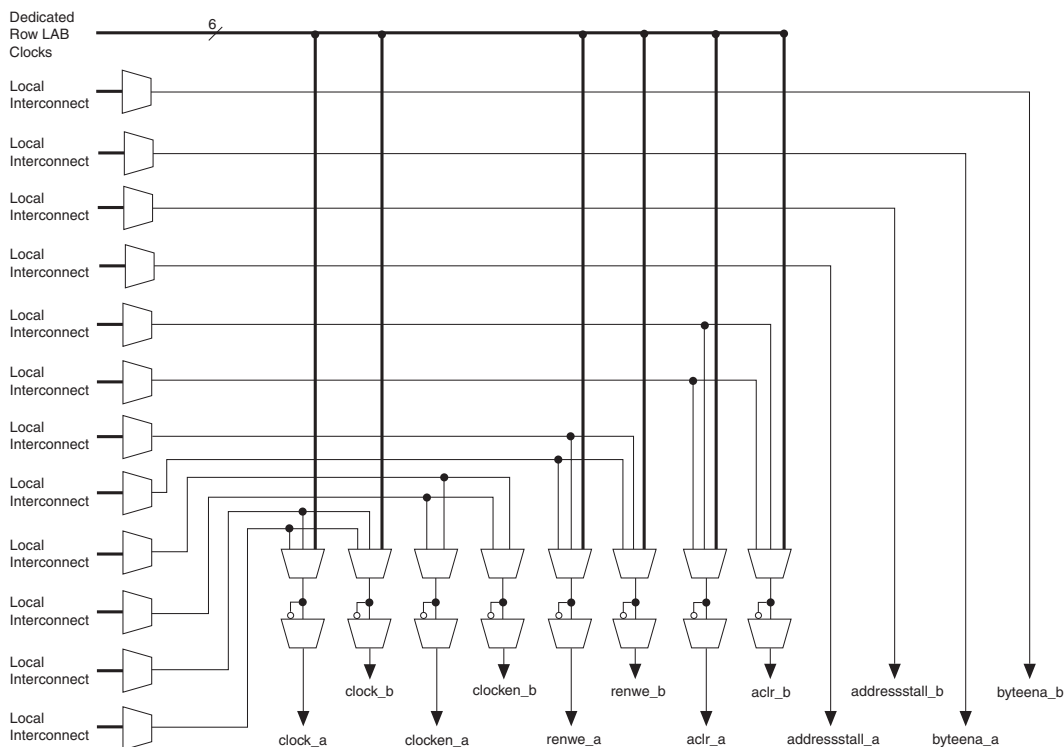 Dedicated
Row LAB
Clocks
6
Local
Interconnect
Local
Interconnect
Local
Interconnect
Local
Interconnect
Local
Interconnect
Local
Interconnect
Local
Interconnect
Local
Interconnect
Local
Interconnect
Local
Interconnect
Local
Interconnect
Local
Interconnect
clock_b
clocken_b
renwe_b
aclr_b
addressstall_b
byteena_b
clock_a
clocken_a
renwe_a
aclr_a
addressstall_a
byteena_a